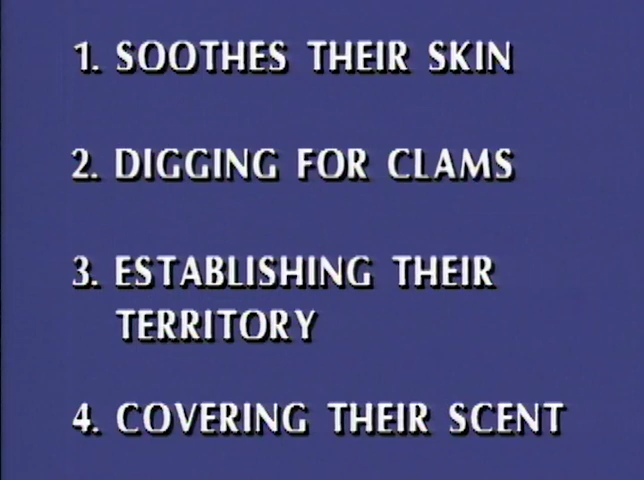 1. SOOTHES THEIR SKIN
2. DIGGING FOR CLAMS
3. ESTABLISHING THEIR
TERRITORY
4. COVERING THEIR SCENT